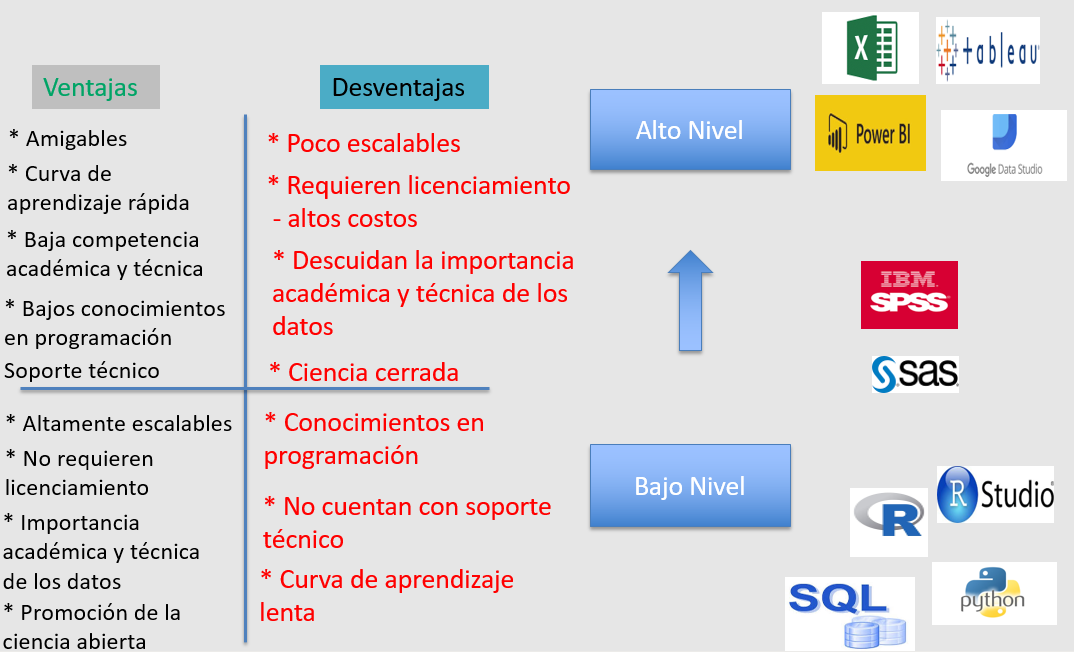 Ventajas
* Amigables
* Curva de
aprendizaje rápida
* Baja competencia
académica y técnica
* Bajos conocimientos
en programación
Soporte técnico
* Altamente escalables
* No requieren
licenciamiento
* Importancia
académica y técnica
de los datos
* Promoción de la
ciencia abierta
Desventajas
* Poco escalables
* Requieren licenciamiento
- altos costos
* Descuidan la importancia
académica y técnica de los
datos
* Ciencia cerrada
* Conocimientos en
programación
* No cuentan con soporte
técnico
* Curva de aprendizaje
lenta
Alto Nivel
Bajo Nivel
X
tableau
Power BI
Google Data Studio
IBM
SPSS
sas
R
R Studio
SQL
python